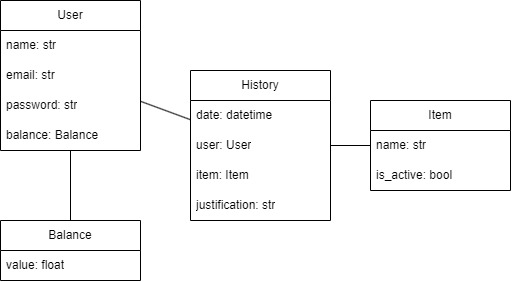 User
name: str
email: str
password: str
balance: Balance
History
date: datetime
user: User
item: Item
justification: str
Item
name: str
is_active: bool
Balance
value: float